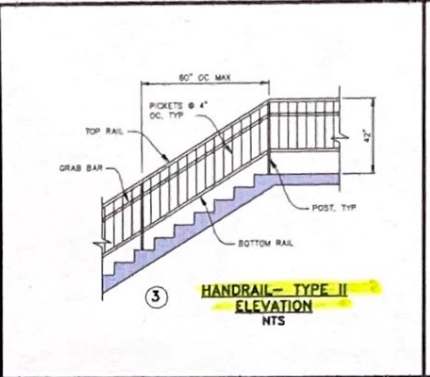 60" OC MAX
PICKETS @ 4"
OC, TYP
TOP RAIL
GRAB BAR
42"
POST, TYP
BOTTOM RAIL
3
HANDRAIL- TYPE II
ELEVATION
NTS